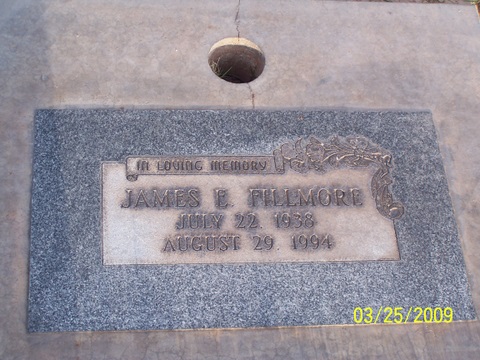 IN LOVING MEMORY
JAMES E. FILLMORE
JULY 22, 1938
AUGUST 29, 1994
03/25/2009